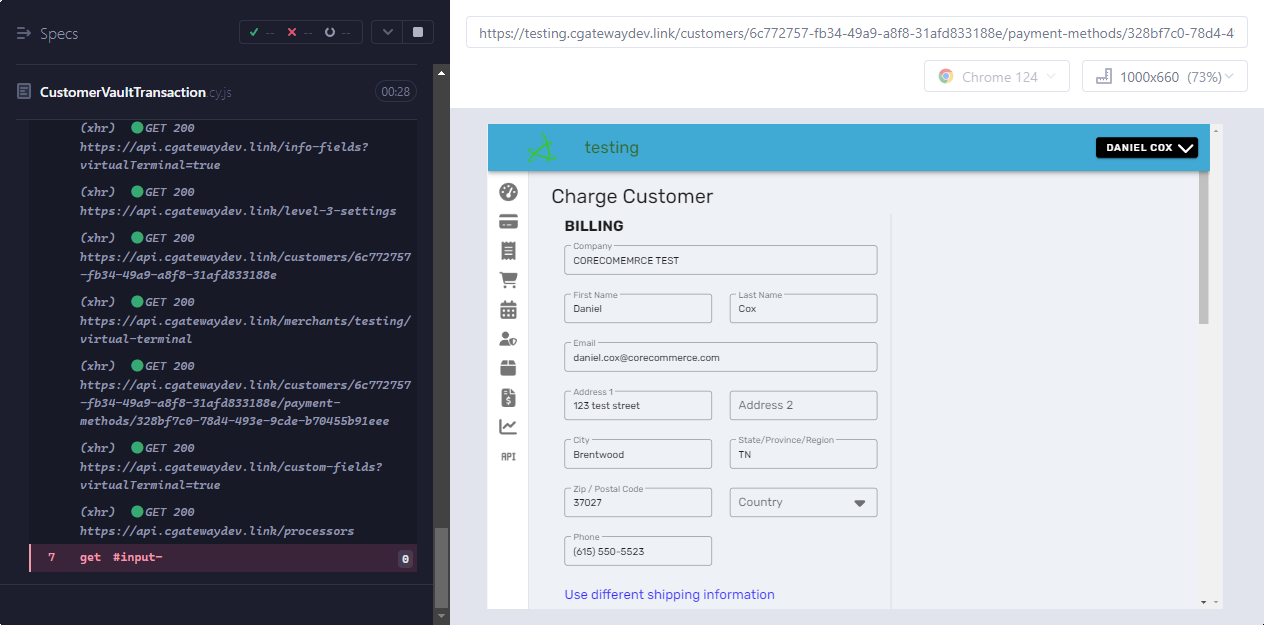 Specs
-- -- --
CustomerVaultTransaction.cy.js
00:28
(xhr) GET 200
https://api.cgatewaydev.link/info-fields?
virtualTerminal=true
(xhr) GET 200
https://api.cgatewaydev.link/level-3-settings
(xhr) GET 200
https://api.cgatewaydev.link/customers/6c772757
-fb34-49a9-a8f8-31afd833188e
(xhr) GET 200
https://api.cgatewaydev.link/merchants/testing/
virtual-terminal
(xhr) GET 200
https://api.cgatewaydev.link/customers/6c772757
-fb34-49a9-a8f8-31afd833188e/payment-
methods/328bf7c0-78d4-493e-9cde-b70455b91eee
(xhr) GET 200
https://api.cgatewaydev.link/custom-fields?
virtualTerminal=true
(xhr) GET 200
https://api.cgatewaydev.link/processors
7 get #input- 0
https://testing.cgatewaydev.link/customers/6c772757-fb34-49a9-a8f8-31afd833188e/payment-methods/328bf7c0-78d4-4
Chrome 124
1000x660 (73%)
testing
DANIEL COX
Charge Customer
BILLING
Company
CORECOMEMRCE TEST
First Name
Daniel
Last Name
Cox
Email
daniel.cox@corecommerce.com
Address 1
123 test street
Address 2
City
Brentwood
State/Province/Region
TN
Zip / Postal Code
37027
Country
Phone
(615) 550-5523
Use different shipping information
API